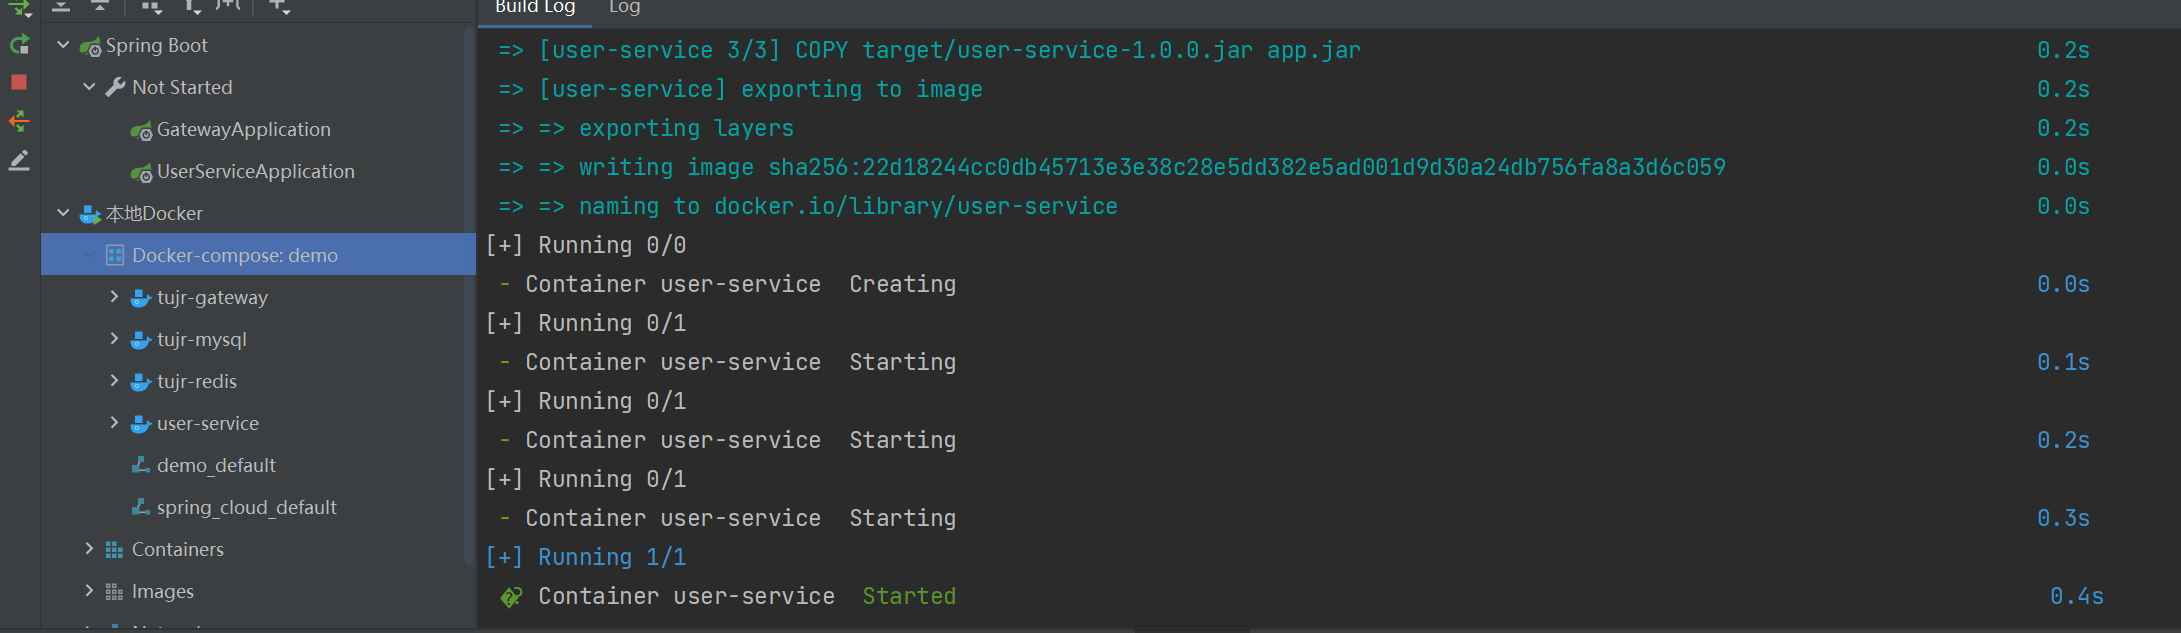 Build Log
Log
Spring Boot
Not Started
GatewayApplication
UserServiceApplication
本地Docker
Docker-compose: demo
tujr-gateway
tujr-mysql
tujr-redis
user-service
demo_default
spring_cloud_default
Containers
Images
=> [user-service 3/3] COPY target/user-service-1.0.0.jar app.jar 0.2s
=> [user-service] exporting to image 0.2s
=> => exporting layers 0.2s
=> => writing image sha256:22d18244cc0db45713e3e38c28e5dd382e5ad001d9d30a24db756fa8a3d6c059 0.0s
=> => naming to docker.io/library/user-service 0.0s
[+] Running 0/0
- Container user-service Creating 0.0s
[+] Running 0/1
- Container user-service Starting 0.1s
[+] Running 0/1
- Container user-service Starting 0.2s
[+] Running 0/1
- Container user-service Starting 0.3s
[+] Running 1/1
Container user-service Started 0.4s